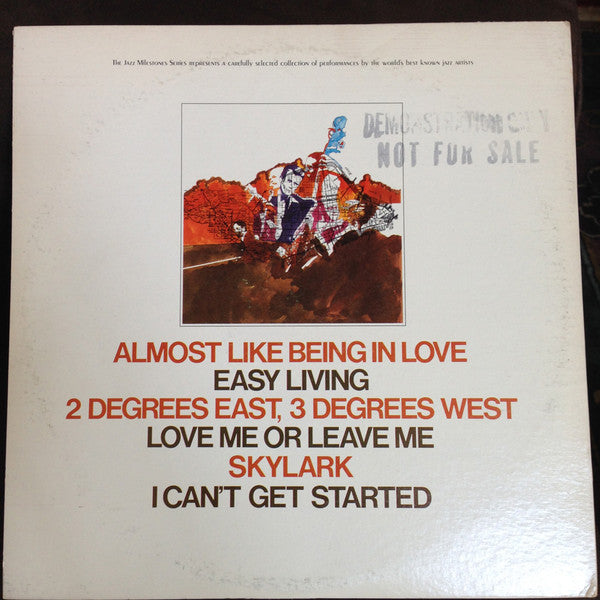 The Jazz Milestones Series represents a carefully selected collection of performances by the world's best known jazz artists
DEMONSTRATION ONLY
NOT FOR SALE
ALMOST LIKE BEING IN LOVE
EASY LIVING
2 DEGREES EAST, 3 DEGREES WEST
LOVE ME OR LEAVE ME
SKYLARK
I CAN'T GET STARTED